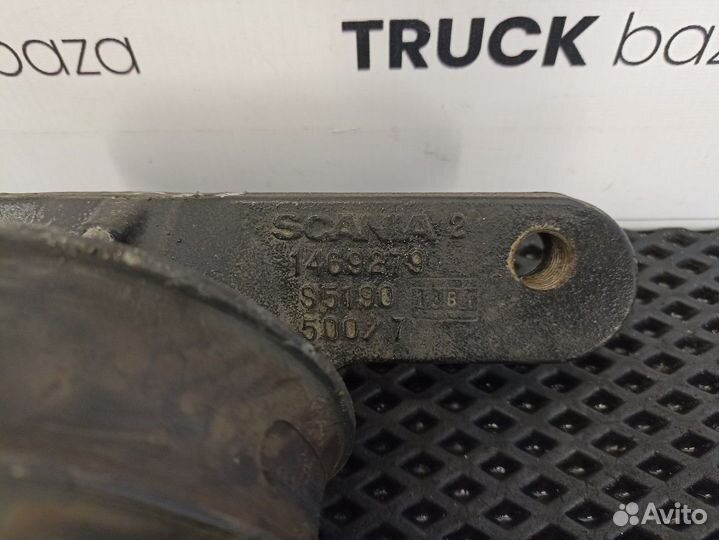 baza
TRUCK baz
SCANIA 2
1469279
S5190
500/7
Avito